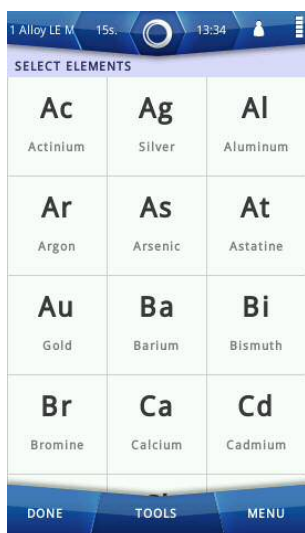 1 Alloy LE M 15s. 13:34
SELECT ELEMENTS
Ac Ag Al
Actinium Silver Aluminum
Ar As At
Argon Arsenic Astatine
Au Ba Bi
Gold Barium Bismuth
Br Ca Cd
Bromine Calcium Cadmium
DONE TOOLS MENU